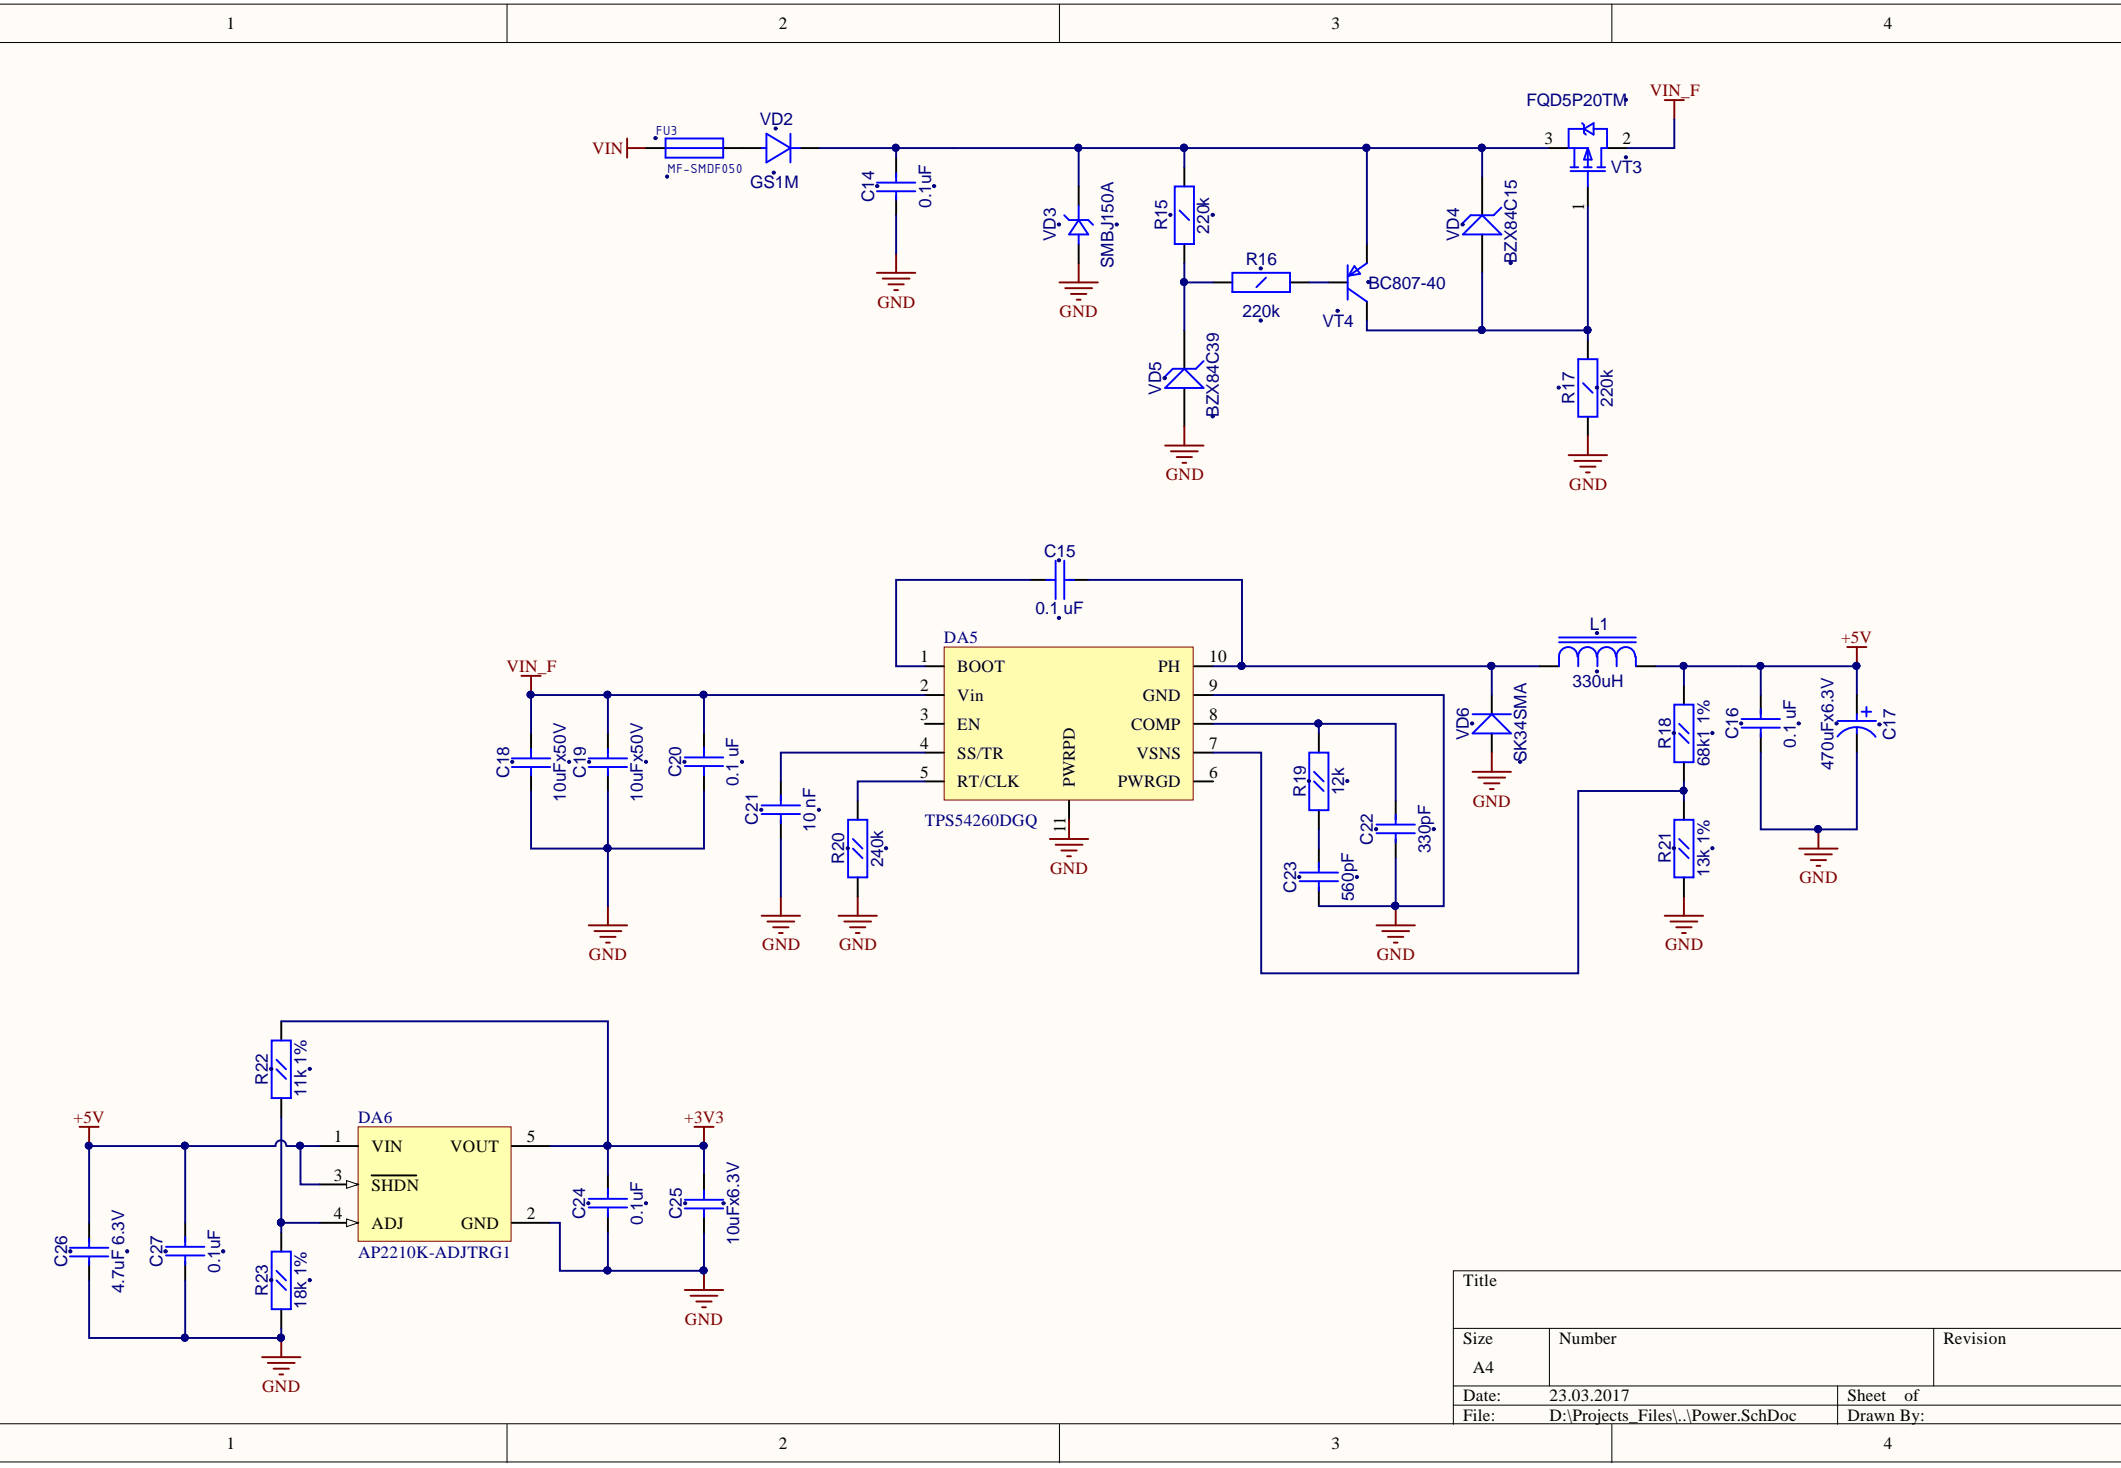 1 2 3 4
FQD5P20TM
VIN_F
VIN
FU3
MF-SMDF050
VD2
GS1M
3
2
VT3
1
C14
0.1uF
GND
VD3
SMBJ150A
GND
R15
220k
R16
220k
BC807-40
VT4
VD4
BZX84C15
VD5
BZX84C39
GND
R17
220k
GND
C15
0.1 uF
DA5
1 BOOT
2 Vin
3 EN
4 SS/TR
5 RT/CLK
PWRPD
PH 10
GND 9
COMP 8
VSNS 7
PWRGD 6
TPS54260DGQ
11
GND
VIN_F
C18
10uFx50V
C19
10uFx50V
C20
0.1 uF
GND
C21
10 nF
GND
R20
240k
GND
R19
12k
C23
560pF
C22
330pF
GND
VD6
SK34SMA
GND
L1
330uH
+5V
R18
68k1 1%
R21
13k 1%
GND
C16
0.1 uF
470uFx6.3V
+
C17
GND
R22
11k 1%
+5V
DA6
1 VIN
3 SHDN
4 ADJ
VOUT 5
GND 2
AP2210K-ADJTRG1
+3V3
C26
4.7uF 6.3V
C27
0.1uF
R23
18k 1%
GND
C24
0.1uF
C25
10uFx6.3V
GND
Title
Size
A4
Number
Revision
Date: 23.03.2017
Sheet of
File: D:\Projects_Files\..\Power.SchDoc
Drawn By:
1 2 3 4